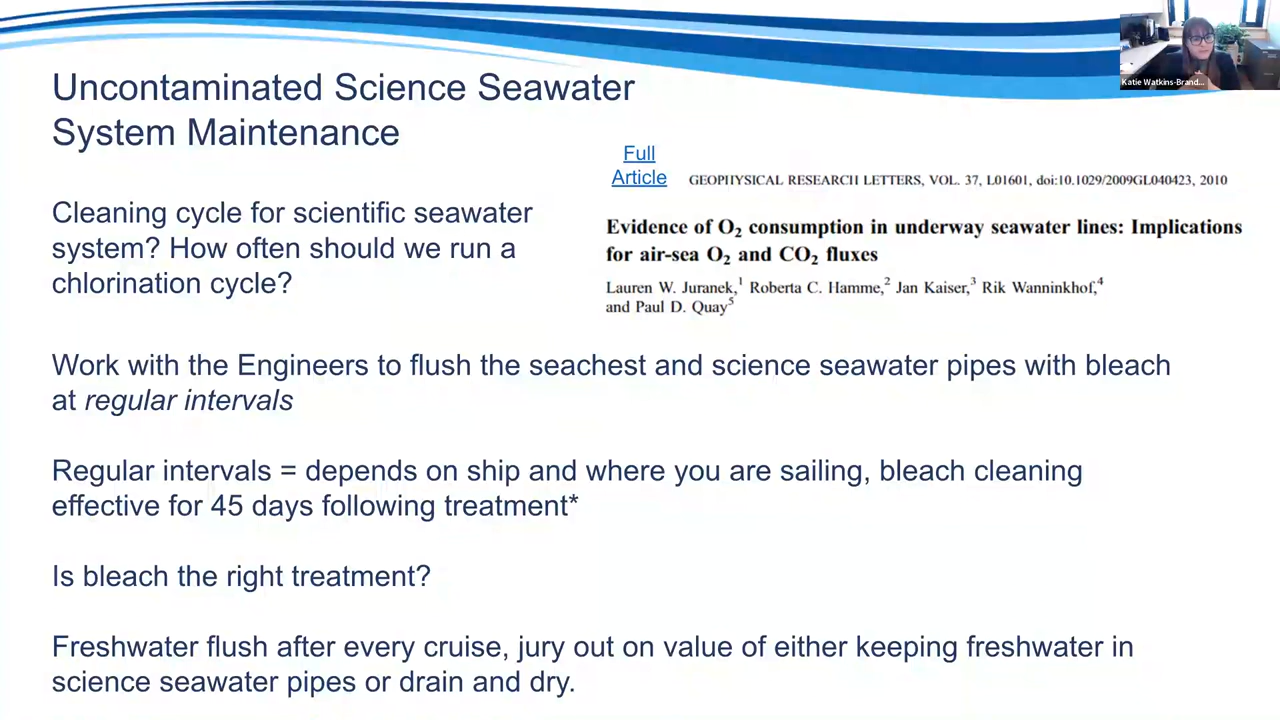 Uncontaminated Science Seawater
System Maintenance
Katie Watkins-Brand...
Full
Article
GEOPHYSICAL RESEARCH LETTERS, VOL. 37, L01601, doi:10.1029/2009GL040423, 2010
Cleaning cycle for scientific seawater
system? How often should we run a
chlorination cycle?
Evidence of O₂ consumption in underway seawater lines: Implications
for air-sea O₂ and CO₂ fluxes
Lauren W. Juranek,¹ Roberta C. Hamme,² Jan Kaiser,³ Rik Wanninkhof,⁴
and Paul D. Quay⁵
Work with the Engineers to flush the seachest and science seawater pipes with bleach
at regular intervals
Regular intervals = depends on ship and where you are sailing, bleach cleaning
effective for 45 days following treatment*
Is bleach the right treatment?
Freshwater flush after every cruise, jury out on value of either keeping freshwater in
science seawater pipes or drain and dry.